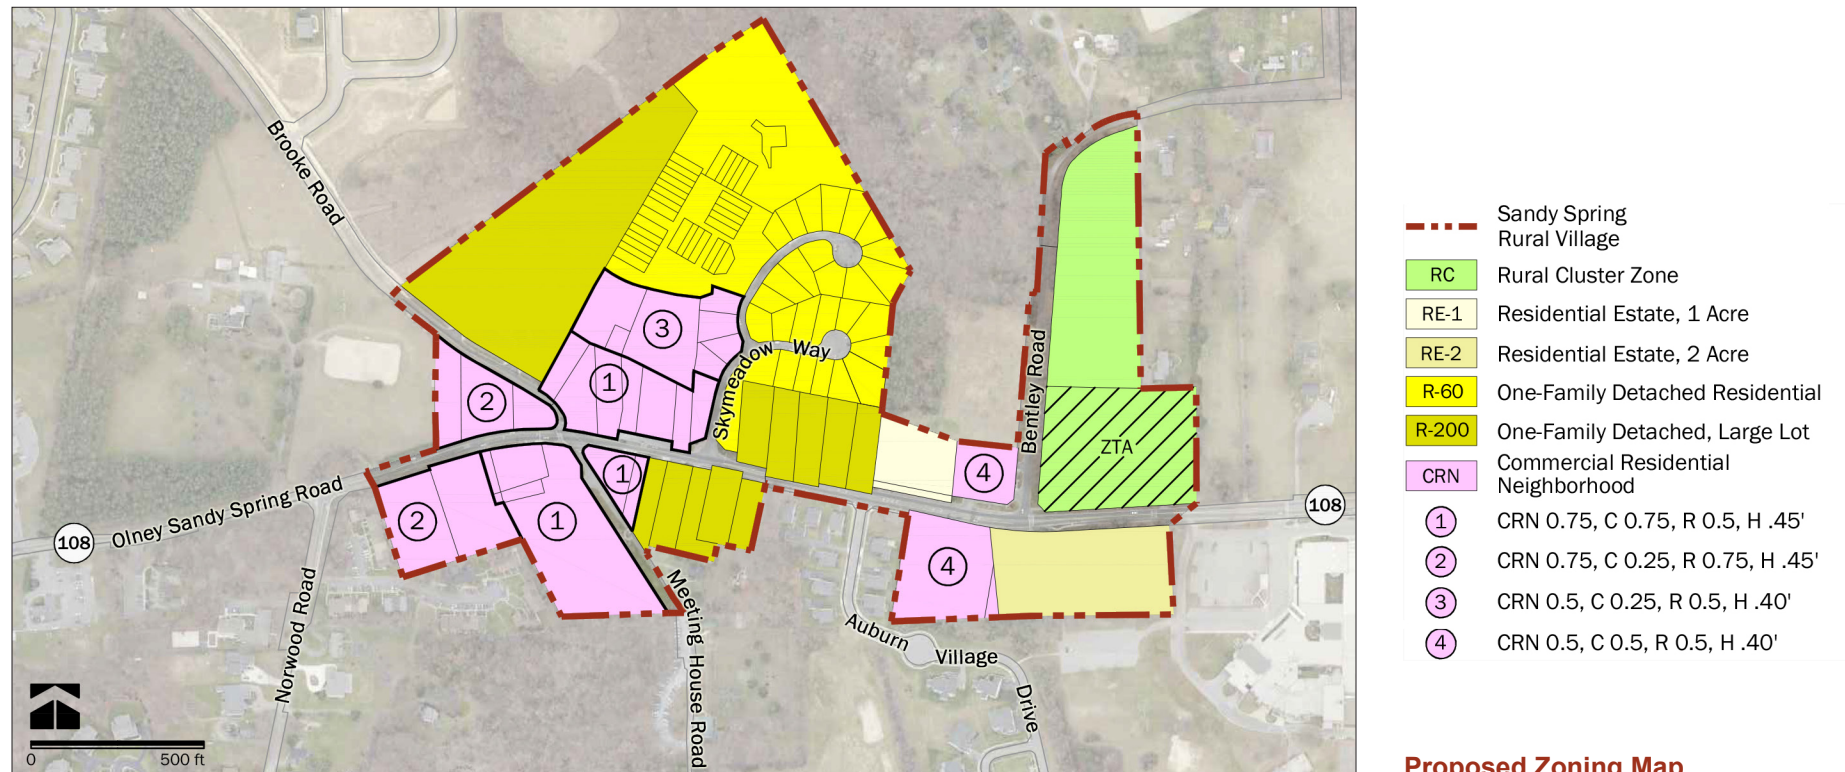 Brooke Road
3
1
2
Skymeadow Way
Bentley Road
ZTA
4
1
2
1
4
108
Olney Sandy Spring Road
108
Norwood Road
Meeting House Road
Auburn Village Drive
0 500 ft
Sandy Spring
Rural Village
RC Rural Cluster Zone
RE-1 Residential Estate, 1 Acre
RE-2 Residential Estate, 2 Acre
R-60 One-Family Detached Residential
R-200 One-Family Detached, Large Lot
CRN Commercial Residential
Neighborhood
1 CRN 0.75, C 0.75, R 0.5, H .45'
2 CRN 0.75, C 0.25, R 0.75, H .45'
3 CRN 0.5, C 0.25, R 0.5, H .40'
4 CRN 0.5, C 0.5, R 0.5, H .40'
Proposed Zoning Map